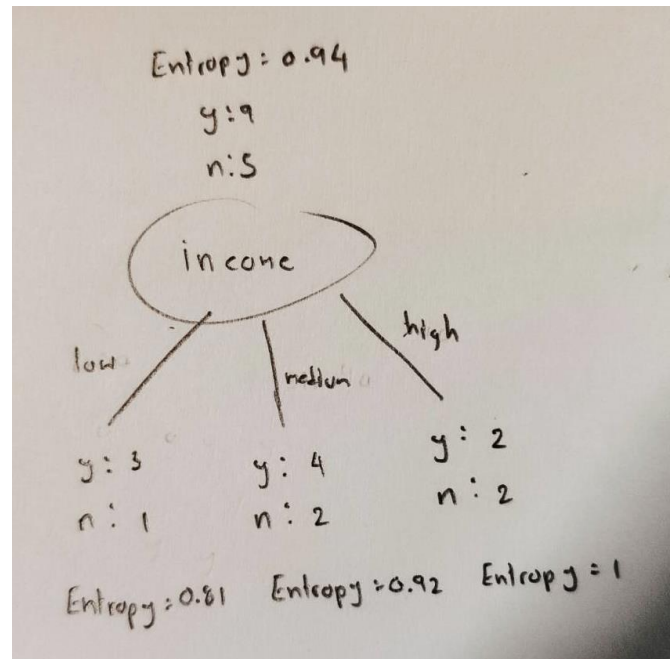 Entropy: 0.94
y: 9
n: 5
income
low
medium
high
y: 3
n: 1
y: 4
n: 2
y: 2
n: 2
Entropy: 0.81
Entropy: 0.92
Entropy = 1